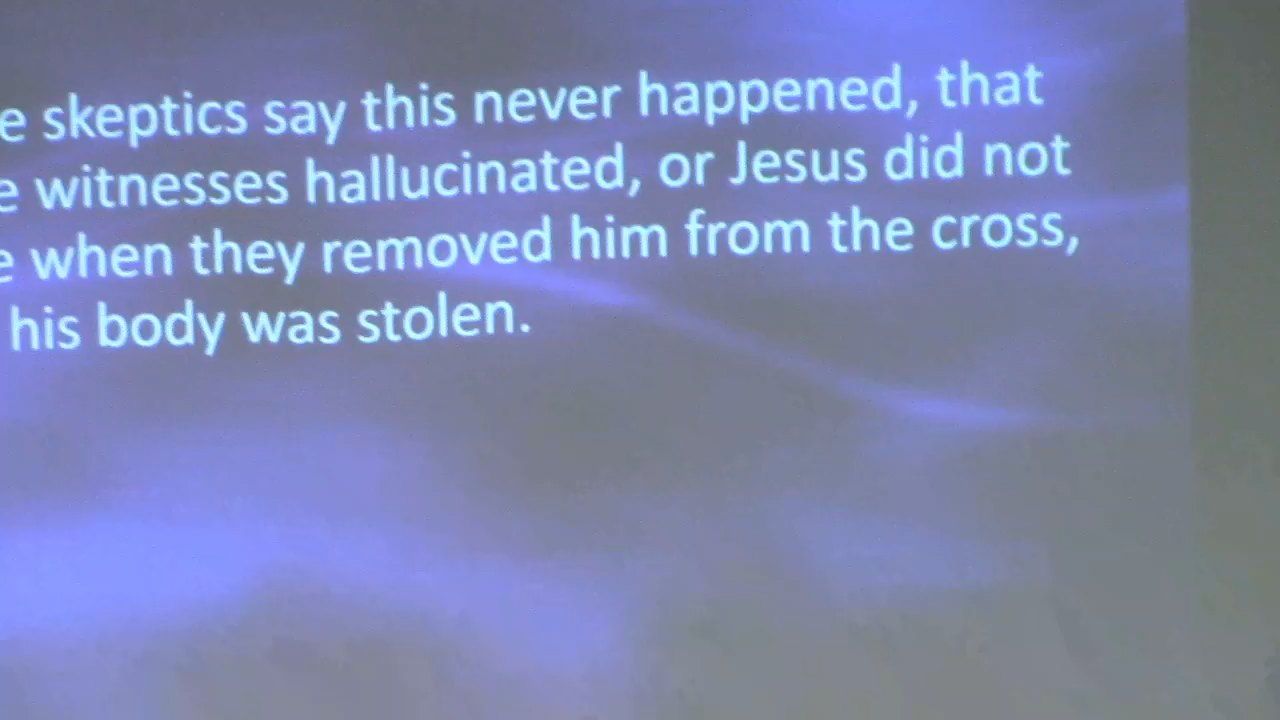 e skeptics say this never happened, that
e witnesses hallucinated, or Jesus did not
e when they removed him from the cross,
his body was stolen.